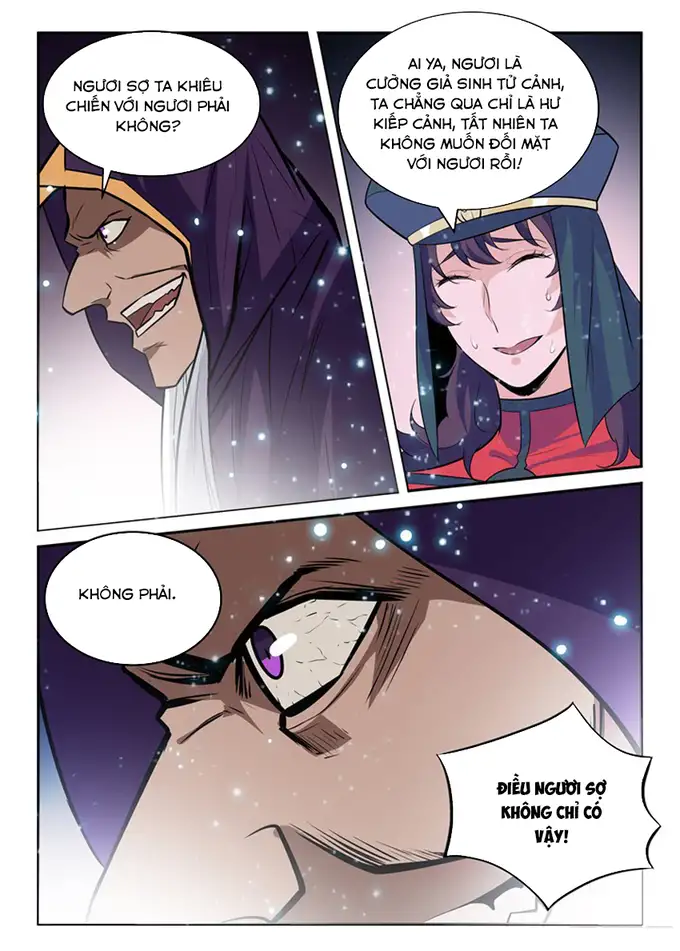 NGƯƠI SỢ TA KHIÊU
CHIẾN VỚI NGƯƠI PHẢI
KHÔNG?
AI YA, NGƯƠI LÀ
CƯỜNG GIẢ SINH TỬ CẢNH,
TA CHẲNG QUA CHỈ LÀ HƯ
KIẾP CẢNH, TẤT NHIÊN TA
KHÔNG MUỐN ĐỐI MẶT
VỚI NGƯƠI RỒI!
KHÔNG PHẢI.
ĐIỀU NGƯƠI SỢ
KHÔNG CHỈ CÓ
VẬY!